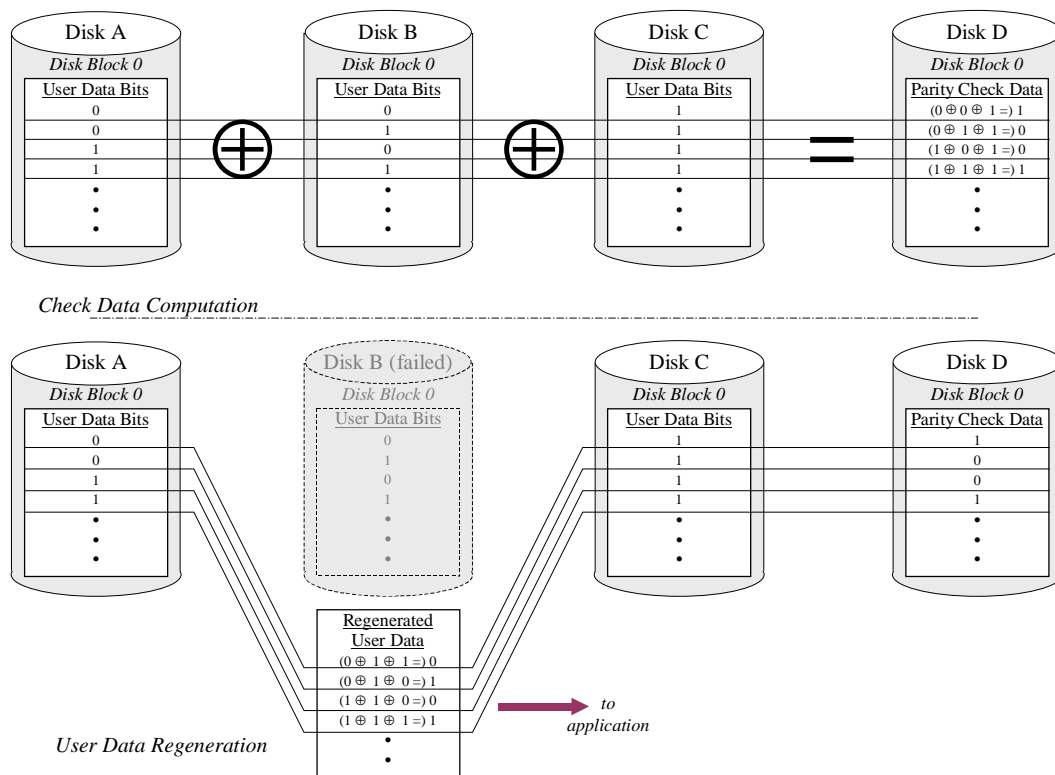 Disk A
Disk Block 0
User Data Bits
0
0
1
1
Disk B
Disk Block 0
User Data Bits
0
1
0
1
Disk C
Disk Block 0
User Data Bits
1
1
1
1
Disk D
Disk Block 0
Parity Check Data
(0 ⊕ 0 ⊕ 1 =) 1
(0 ⊕ 1 ⊕ 1 =) 0
(1 ⊕ 0 ⊕ 1 =) 0
(1 ⊕ 1 ⊕ 1 =) 1
⊕
⊕
=
Check Data Computation
Disk A
Disk Block 0
User Data Bits
0
0
1
1
Disk B (failed)
Disk Block 0
User Data Bits
0
1
0
1
Disk C
Disk Block 0
User Data Bits
1
1
1
1
Disk D
Disk Block 0
Parity Check Data
1
0
0
1
Regenerated
User Data
(0 ⊕ 1 ⊕ 1 =) 0
(0 ⊕ 1 ⊕ 0 =) 1
(1 ⊕ 1 ⊕ 0 =) 0
(1 ⊕ 1 ⊕ 1 =) 1
to
application
User Data Regeneration